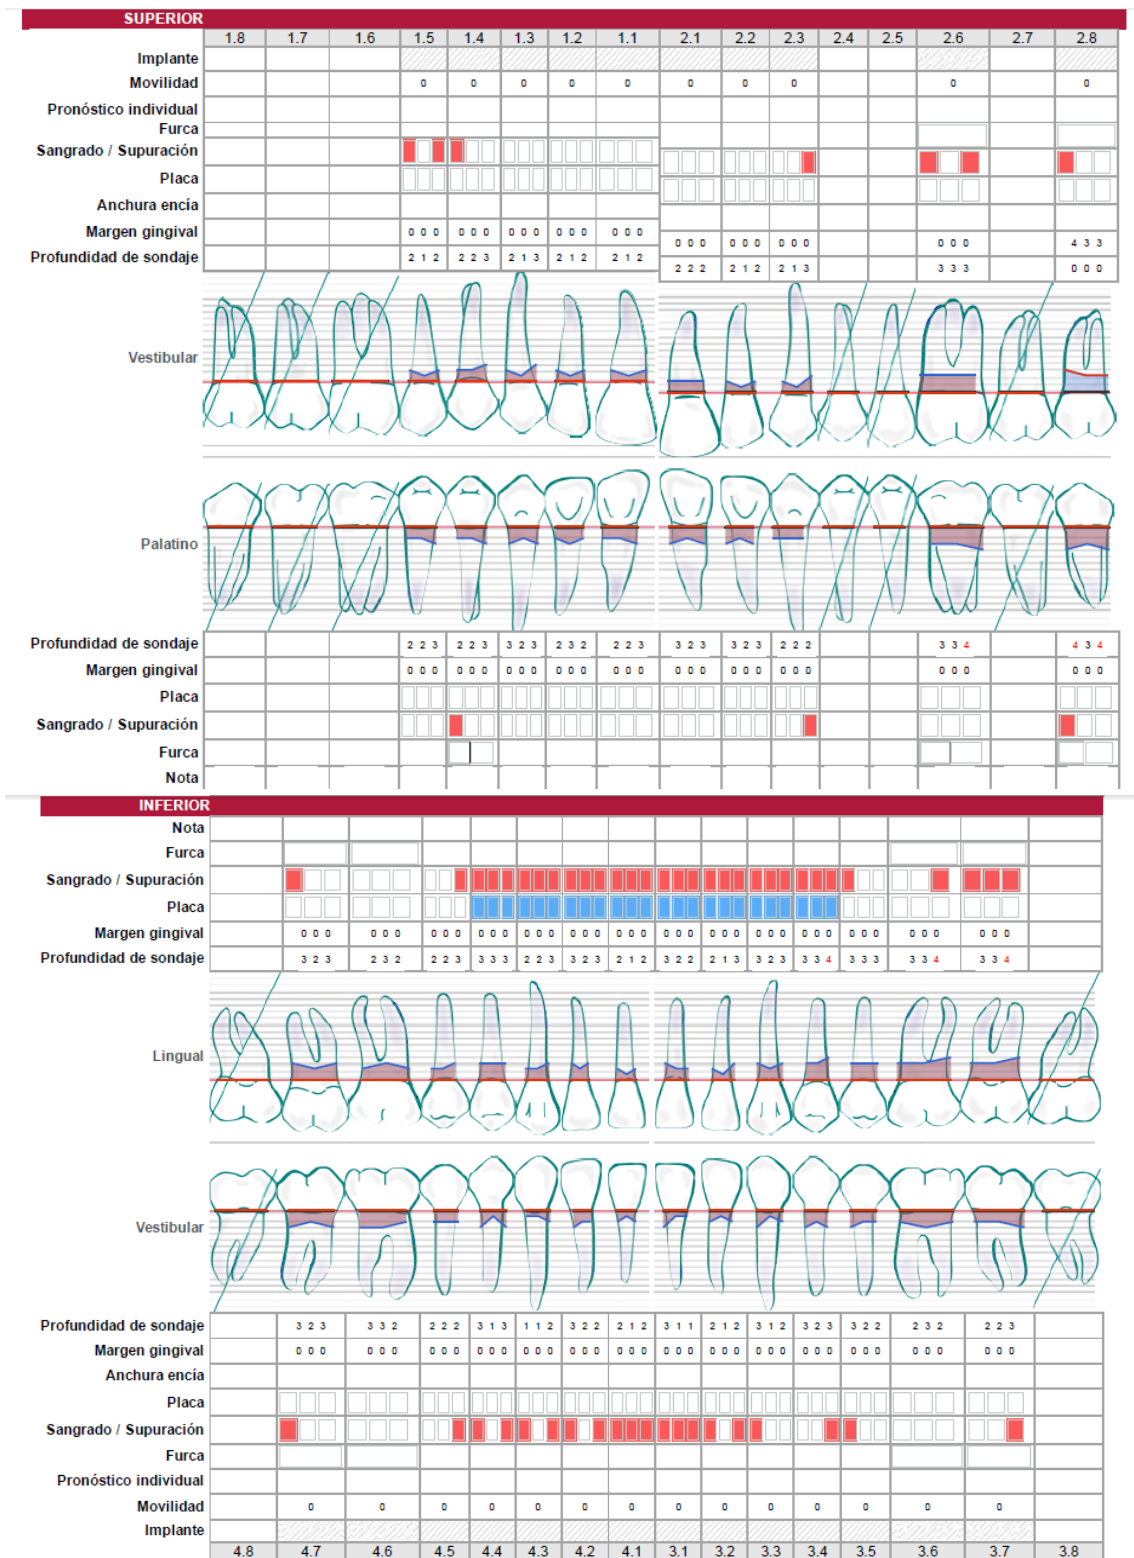 SUPERIOR
1.8 1.7 1.6 1.5 1.4 1.3 1.2 1.1 2.1 2.2 2.3 2.4 2.5 2.6 2.7 2.8
Implante
Movilidad 0 0 0 0 0 0 0 0 0 0
Pronóstico individual
Furca
Sangrado / Supuración
Placa
Anchura encía
Margen gingival 0 0 0 0 0 0 0 0 0 0 0 0 0 0 0 0 0 0 0 0 0 0 0 0 0 0 0 4 3 3
Profundidad de sondaje 2 1 2 2 2 3 2 1 3 2 1 2 2 1 2 2 2 2 2 1 2 2 1 3 3 3 3 0 0 0
Vestibular
Palatino
Profundidad de sondaje 2 2 3 2 2 3 3 2 3 2 3 2 2 2 3 3 2 3 3 2 3 2 2 2 3 3 4 4 3 4
Margen gingival 0 0 0 0 0 0 0 0 0 0 0 0 0 0 0 0 0 0 0 0 0 0 0 0 0 0 0 0 0 0
Placa
Sangrado / Supuración
Furca
Nota
INFERIOR
Nota
Furca
Sangrado / Supuración
Placa
Margen gingival 0 0 0 0 0 0 0 0 0 0 0 0 0 0 0 0 0 0 0 0 0 0 0 0 0 0 0 0 0 0 0 0 0 0 0 0 0 0 0 0 0 0
Profundidad de sondaje 3 2 3 2 3 2 2 2 3 3 3 3 2 2 3 3 2 3 2 1 2 3 2 2 2 1 3 3 2 3 3 3 4 3 3 3 3 3 4 3 3 4
Lingual
Vestibular
Profundidad de sondaje 3 2 3 3 3 2 2 2 2 3 1 3 1 1 2 3 2 2 2 1 2 3 1 1 2 1 2 3 1 2 3 2 3 3 2 2 2 3 2 2 2 3
Margen gingival 0 0 0 0 0 0 0 0 0 0 0 0 0 0 0 0 0 0 0 0 0 0 0 0 0 0 0 0 0 0 0 0 0 0 0 0 0 0 0 0 0 0
Anchura encía
Placa
Sangrado / Supuración
Furca
Pronóstico individual
Movilidad 0 0 0 0 0 0 0 0 0 0 0 0 0 0
Implante
4.8 4.7 4.6 4.5 4.4 4.3 4.2 4.1 3.1 3.2 3.3 3.4 3.5 3.6 3.7 3.8